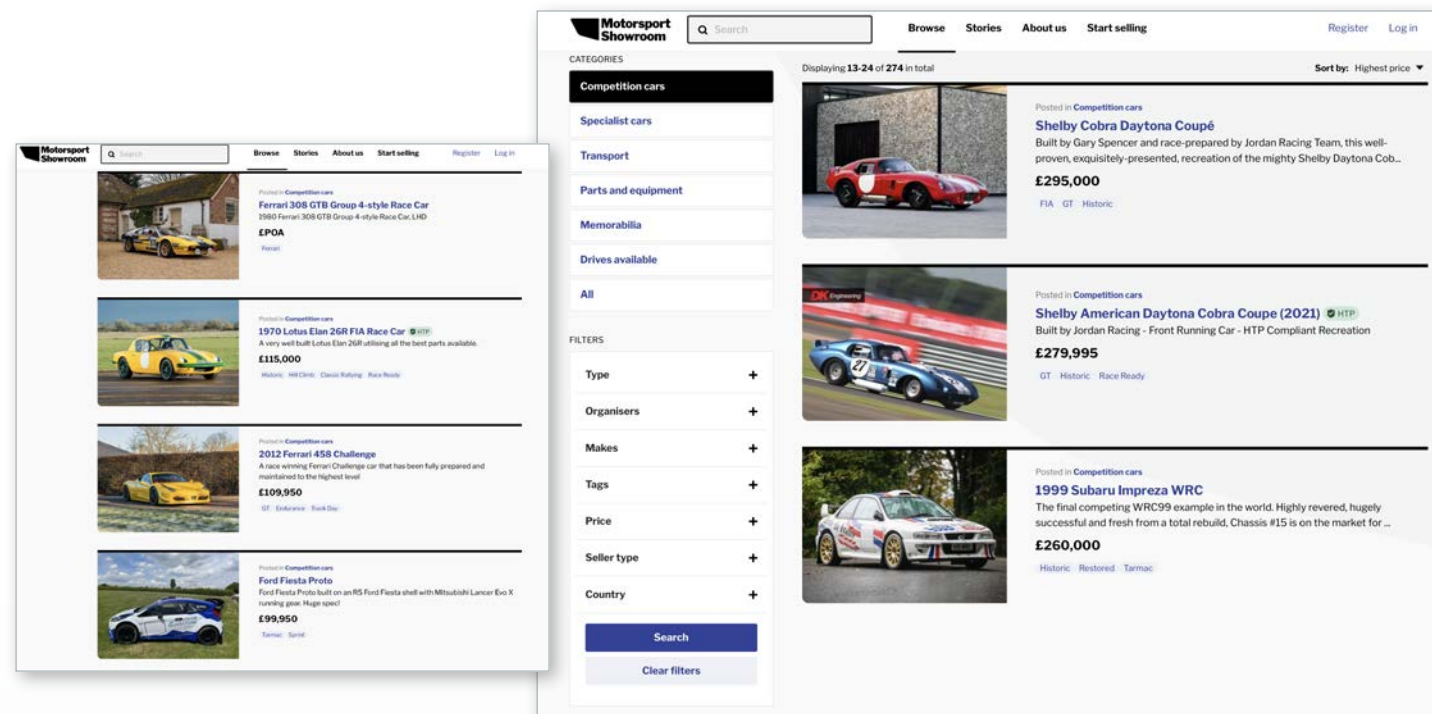 Motorsport
Showroom
Search
Browse
Stories
About us
Start selling
Register
Log in
Posted in Competition cars
Ferrari 308 GTB Group 4-style Race Car
1980 Ferrari 308 GTB Group 4-style Race Car, LHD
£POA
Ferrari
Posted in Competition cars
1970 Lotus Elan 26R FIA Race Car HTP
A very well built Lotus Elan 26R utilising all the best parts available.
£115,000
Historic Hill Climb Classic Rallying Race Ready
Posted in Competition cars
2012 Ferrari 458 Challenge
A race winning Ferrari Challenge car that has been fully prepared and
maintained to the highest level
£109,950
GT Endurance Track Day
Posted in Competition cars
Ford Fiesta Proto
Ford Fiesta Proto built on an R5 Ford Fiesta shell with Mitsubishi Lancer Evo X
running gear. Huge spec!
£99,950
Tarmac Sprint
Motorsport
Showroom
Search
Browse
Stories
About us
Start selling
Register
Log in
CATEGORIES
Competition cars
Specialist cars
Transport
Parts and equipment
Memorabilia
Drives available
All
FILTERS
Type +
Organisers +
Makes +
Tags +
Price +
Seller type +
Country +
Search
Clear filters
Displaying 13-24 of 274 in total
Sort by: Highest price
Posted in Competition cars
Shelby Cobra Daytona Coupé
Built by Gary Spencer and race-prepared by Jordan Racing Team, this well-
proven, exquisitely-presented, recreation of the mighty Shelby Daytona Cob...
£295,000
FIA GT Historic
DK Engineering
27
Posted in Competition cars
Shelby American Daytona Cobra Coupe (2021) HTP
Built by Jordan Racing - Front Running Car - HTP Compliant Recreation
£279,995
GT Historic Race Ready
Posted in Competition cars
1999 Subaru Impreza WRC
The final competing WRC99 example in the world. Highly revered, hugely
successful and fresh from a total rebuild, Chassis #15 is on the market for ...
£260,000
Historic Restored Tarmac